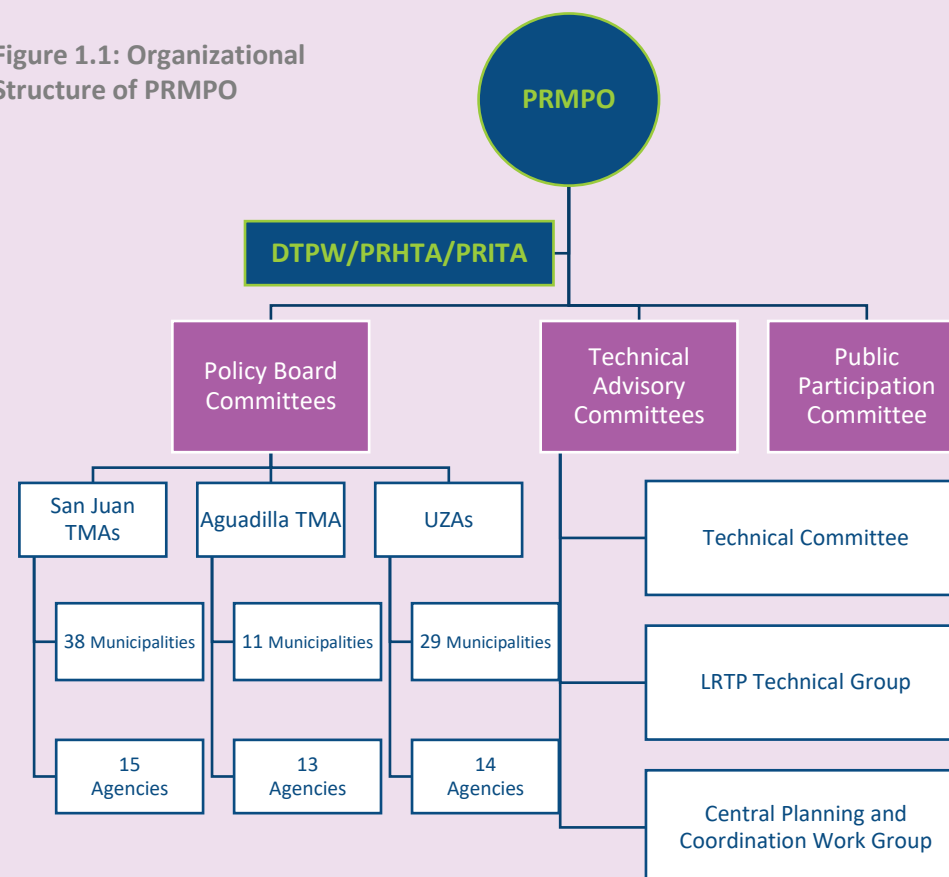 Figure 1.1: Organizational
Structure of PRMPO
PRMPO
DTPW/PRHTA/PRITA
Policy Board
Committees
Technical
Advisory
Committees
Public
Participation
Committee
San Juan
TMAs
Aguadilla TMA
UZAs
38 Municipalities
11 Municipalities
29 Municipalities
15
Agencies
13
Agencies
14
Agencies
Technical Committee
LRTP Technical Group
Central Planning and
Coordination Work Group